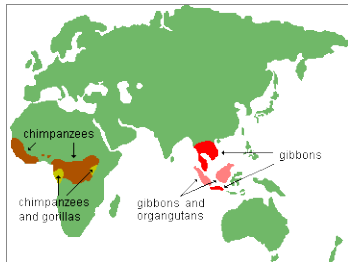 chimpanzees
gibbons
chimpanzees
and gorillas
gibbons and
organgutans